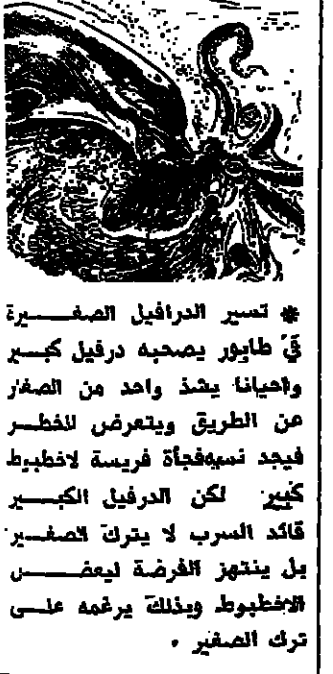 * تسير الدرافيل الصغيرة
في طابور يصحبه درفيل كبير
واحيانا يشذ واحد من الصغار
عن الطريق ويتعرض للخطر
فيجد نسهفجأة فريسة لاخطبوط
كبير لكن الدرفيل الكبير
قائد السرب لا يترك الصغير
بل ينتهز الفرضة ليعض
الاخطبوط وبذلك يرغمه على
ترك الصغير .